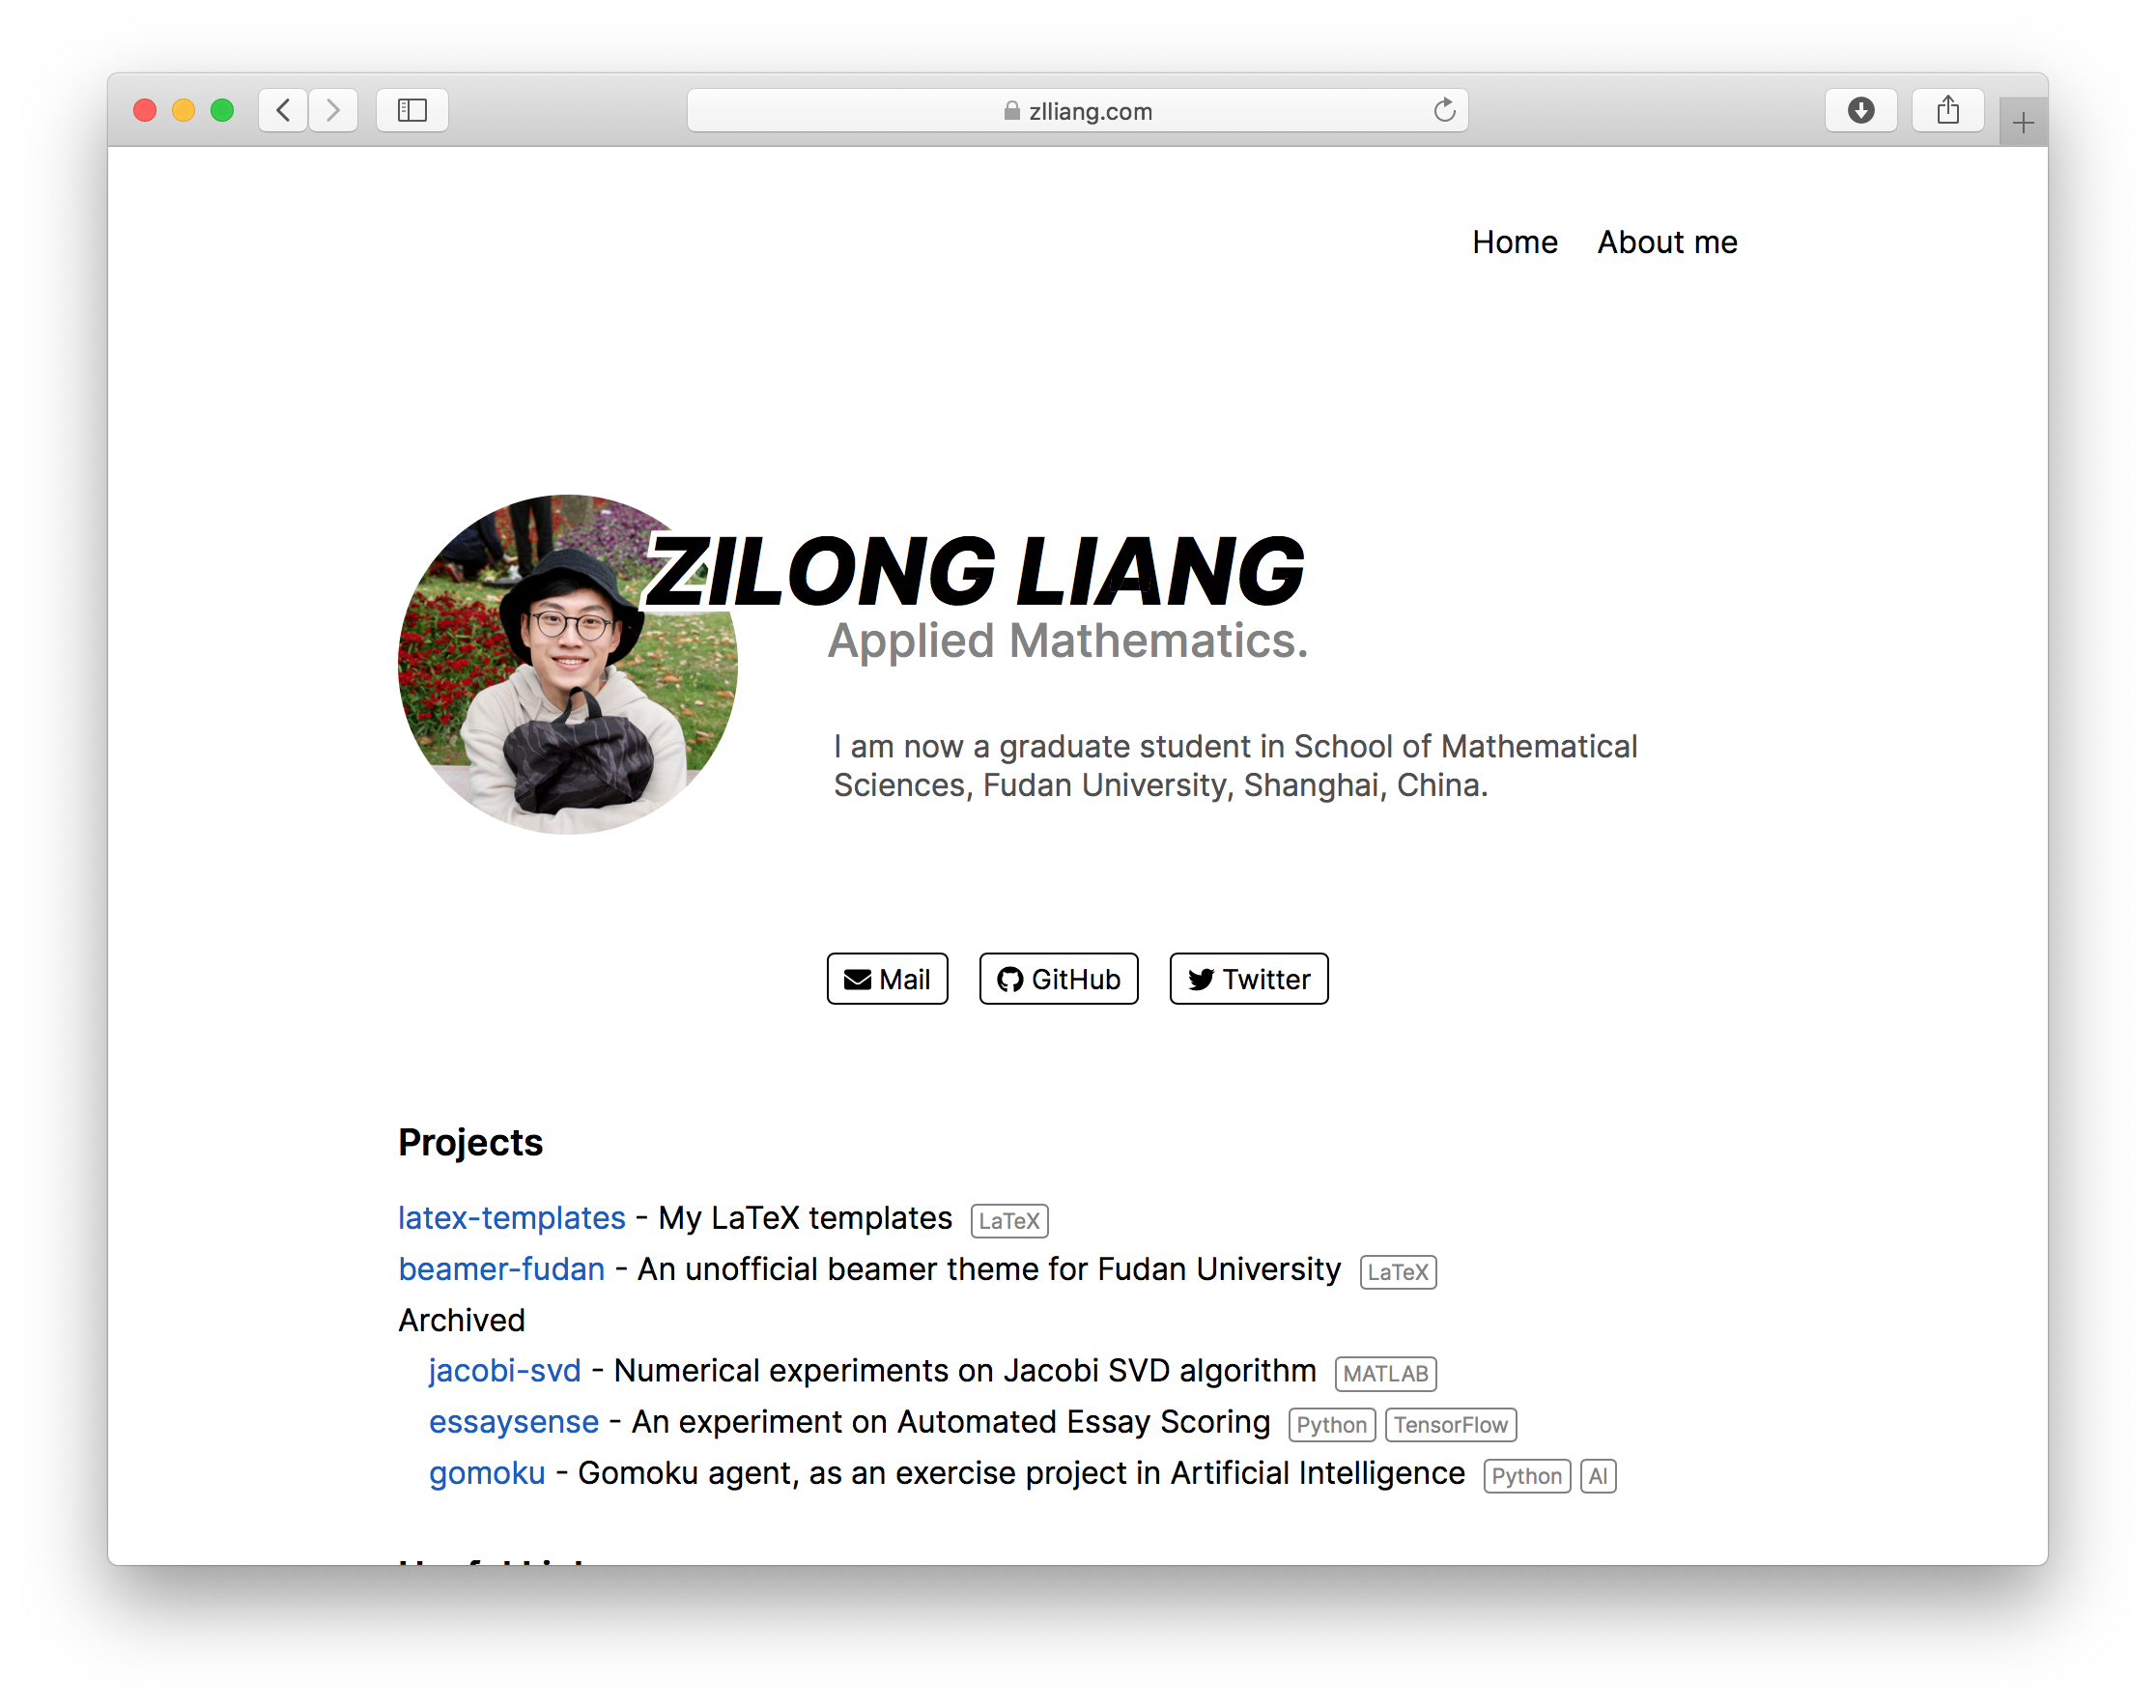 zlliang.com
Home About me
ZILONG LIANG
Applied Mathematics.
I am now a graduate student in School of Mathematical
Sciences, Fudan University, Shanghai, China.
Mail GitHub Twitter
Projects
latex-templates - My LaTeX templates LaTeX
beamer-fudan - An unofficial beamer theme for Fudan University LaTeX
Archived
jacobi-svd - Numerical experiments on Jacobi SVD algorithm MATLAB
essaysense - An experiment on Automated Essay Scoring Python TensorFlow
gomoku - Gomoku agent, as an exercise project in Artificial Intelligence Python AI